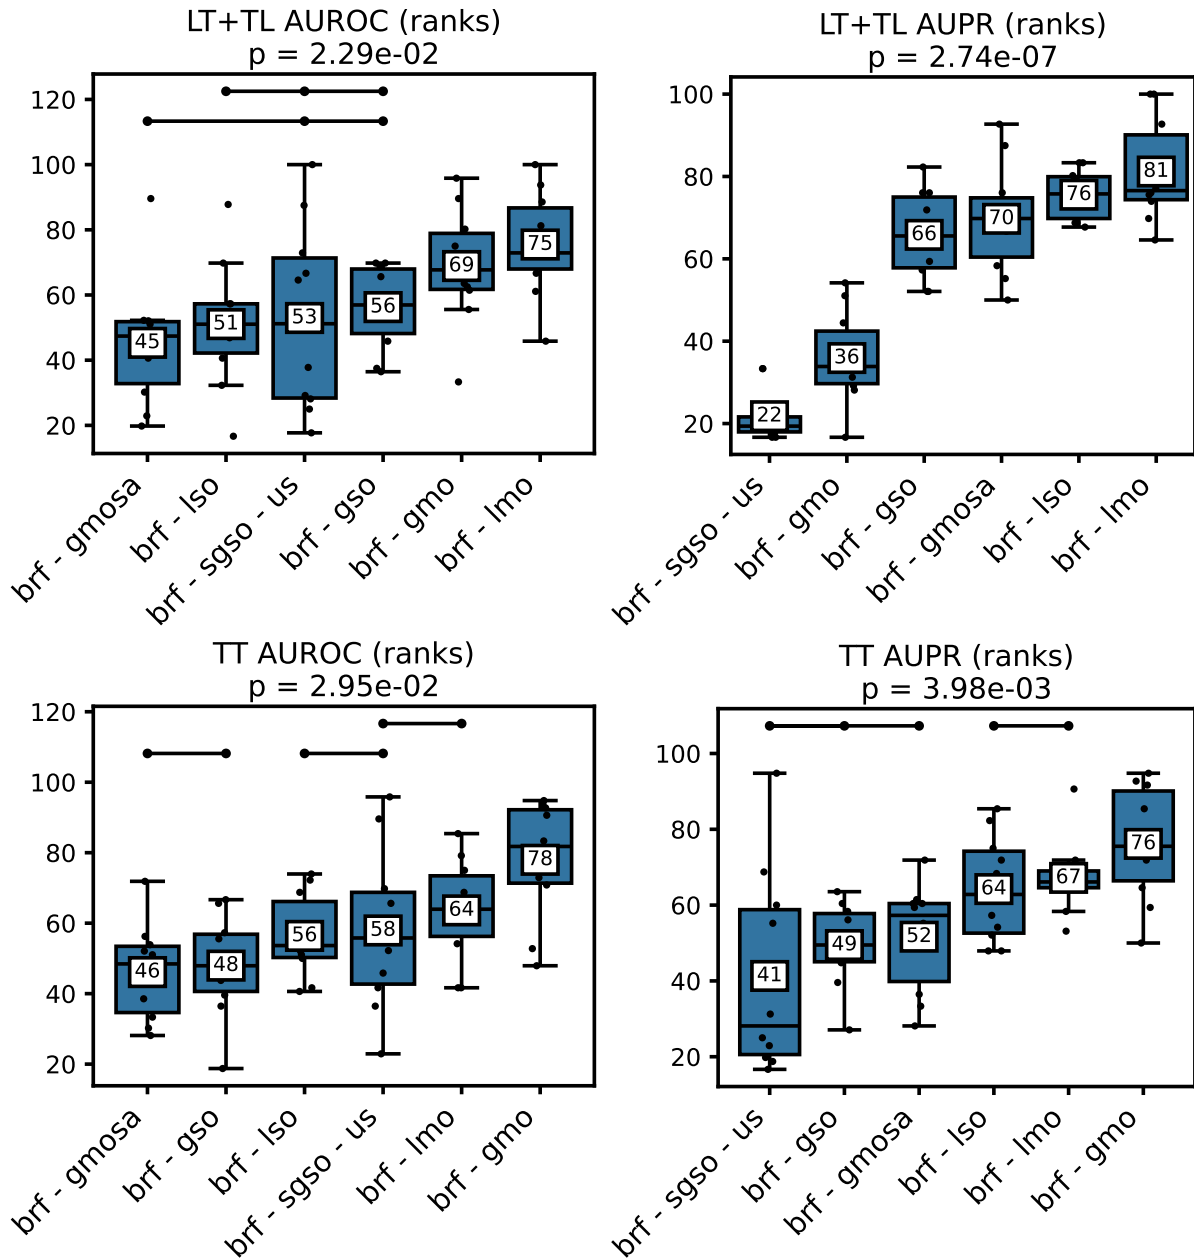 LT+TL AUROC (ranks)
p = 2.29e-02
120
100
80
60
40
20
45
51
53
56
69
75
brf - gmosa
brf - lso
brf - sgso - us
brf - gso
brf - gmo
brf - lmo
LT+TL AUPR (ranks)
p = 2.74e-07
100
80
60
40
20
22
36
66
70
76
81
brf - sgso - us
brf - gmo
brf - gso
brf - gmosa
brf - lso
brf - lmo
TT AUROC (ranks)
p = 2.95e-02
120
100
80
60
40
20
46
48
56
58
64
78
brf - gmosa
brf - gso
brf - lso
brf - sgso - us
brf - lmo
brf - gmo
TT AUPR (ranks)
p = 3.98e-03
100
80
60
40
20
41
49
52
64
67
76
brf - sgso - us
brf - gso
brf - gmosa
brf - lso
brf - lmo
brf - gmo